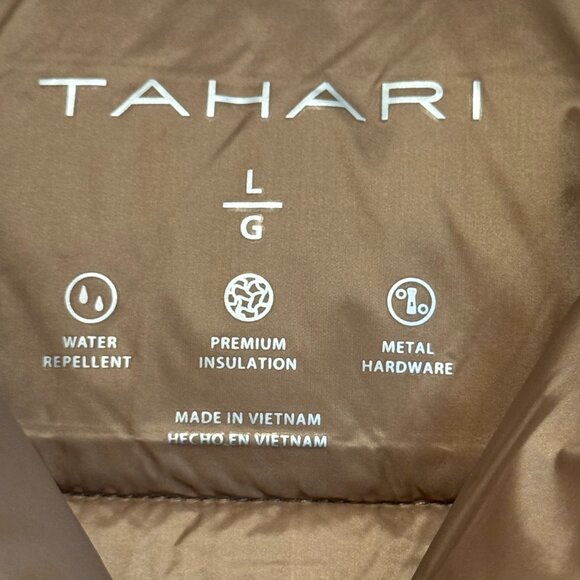 TAHARI
L
G
WATER
REPELLENT
PREMIUM
INSULATION
METAL
HARDWARE
MADE IN VIETNAM
HECHO EN VIETNAM